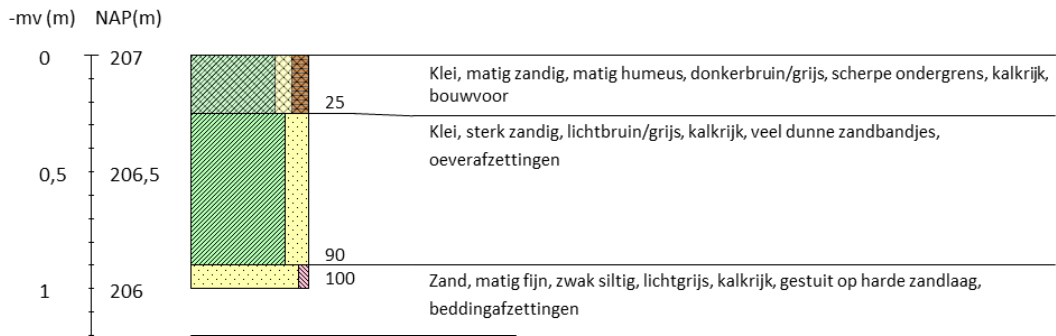 -mv (m) NAP(m)
0 207
Klei, matig zandig, matig humeus, donkerbruin/grijs, scherpe ondergrens, kalkrijk,
bouwvoor
25
Klei, sterk zandig, lichtbruin/grijs, kalkrijk, veel dunne zandbandjes,
oeverafzettingen
0,5 206,5
90
100
Zand, matig fijn, zwak siltig, lichtgrijs, kalkrijk, gestuit op harde zandlaag,
beddingafzettingen
1 206